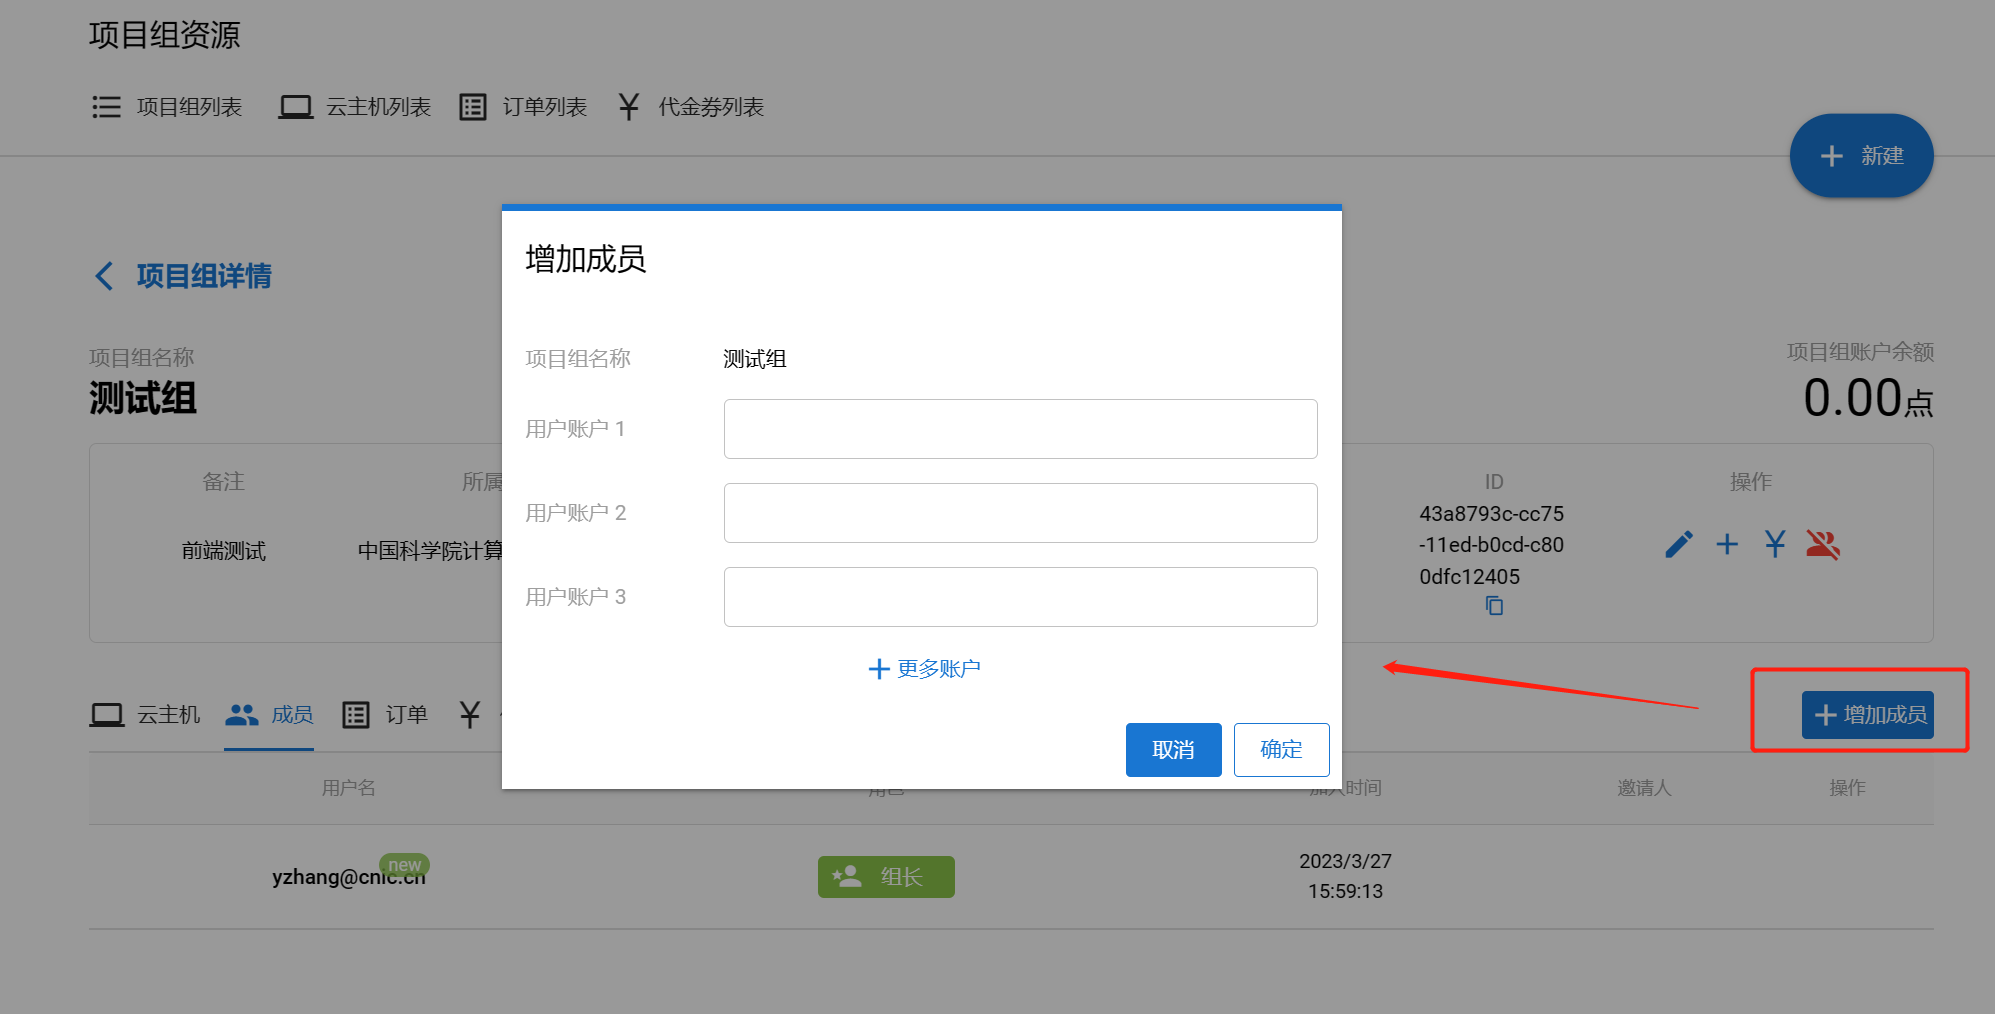 项目组资源
项目组列表 云主机列表 订单列表 代金券列表
新建
项目组详情
项目组名称
测试组
项目组账户余额
0.00点
备注 所属 ID 操作
前端测试 中国科学院计算
43a8793c-cc75
-11ed-b0cd-c80
0dfc12405
增加成员
项目组名称 测试组
用户账户 1
用户账户 2
用户账户 3
更多账户
取消 确定
云主机 成员 订单
增加成员
用户名 加入时间 邀请人 操作
yzhang@cnic.cn new
组长
2023/3/27
15:59:13